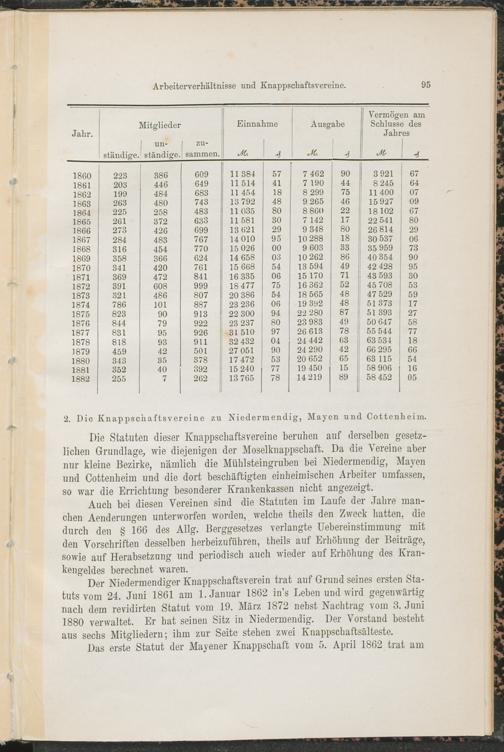 Arbeiterverhältnisse und Knappschaftsvereine. 95
Jahr. Mitglieder Einnahme Ausgabe Vermögen am Schlusse des Jahres
ständige. unständige. zusammen. ℳ ₰ ℳ ₰ ℳ ₰
1860 223 386 609 11 384 57 7 462 90 3 921 67
1861 203 446 649 11 514 41 7 190 44 8 245 64
1862 199 484 683 11 454 18 8 299 75 11 400 07
1863 263 480 743 13 792 48 9 265 46 15 927 09
1864 225 258 483 11 035 80 8 860 22 18 102 67
1865 261 372 633 11 581 30 7 142 17 22 541 80
1866 273 426 699 13 621 29 9 348 80 26 814 29
1867 284 483 767 14 010 95 10 288 18 30 537 06
1868 316 454 770 15 026 00 9 603 33 35 959 73
1869 358 366 624 14 658 03 10 262 86 40 354 90
1870 341 420 761 15 668 54 13 594 49 42 428 95
1871 369 472 841 16 335 06 15 170 71 43 593 30
1872 391 608 999 18 477 75 16 362 52 45 708 53
1873 321 486 807 20 386 54 18 565 48 47 529 59
1874 786 101 887 23 236 06 19 392 48 51 373 17
1875 823 90 913 22 300 94 22 280 87 51 393 27
1876 844 79 922 23 237 80 23 983 49 50 647 58
1877 831 95 926 31 510 97 26 613 78 55 544 77
1878 818 93 911 32 432 04 24 442 63 63 534 18
1879 459 42 501 27 051 90 24 290 42 66 295 66
1880 343 35 378 17 472 53 20 652 65 63 115 54
1881 352 40 392 15 240 77 19 450 15 58 906 16
1882 255 7 262 13 765 78 14 219 89 58 452 05
2. Die Knappschaftsvereine zu Niedermendig, Mayen und Cottenheim.
Die Statuten dieser Knappschaftsvereine beruhen auf derselben gesetz-
lichen Grundlage, wie diejenigen der Moselknappschaft. Da die Vereine aber
nur kleine Bezirke, nämlich die Mühlsteingruben bei Niedermendig, Mayen
und Cottenheim und die dort beschäftigten einheimischen Arbeiter umfassen,
so war die Errichtung besonderer Krankenkassen nicht angezeigt.
Auch bei diesen Vereinen sind die Statuten im Laufe der Jahre man-
chen Aenderungen unterworfen worden, welche theils den Zweck hatten, die
durch den § 166 des Allg. Berggesetzes verlangte Uebereinstimmung mit
den Vorschriften desselben herbeizuführen, theils auf Erhöhung der Beiträge,
sowie auf Herabsetzung und periodisch auch wieder auf Erhöhung des Kran-
kengeldes berechnet waren.
Der Niedermendiger Knappschaftsverein trat auf Grund seines ersten Sta-
tuts vom 24. Juni 1861 am 1. Januar 1862 in's Leben und wird gegenwärtig
nach dem revidirten Statut vom 19. März 1872 nebst Nachtrag vom 3. Juni
1880 verwaltet. Er hat seinen Sitz in Niedermendig. Der Vorstand besteht
aus sechs Mitgliedern; ihm zur Seite stehen zwei Knappschaftsälteste.
Das erste Statut der Mayener Knappschaft vom 5. April 1862 trat am